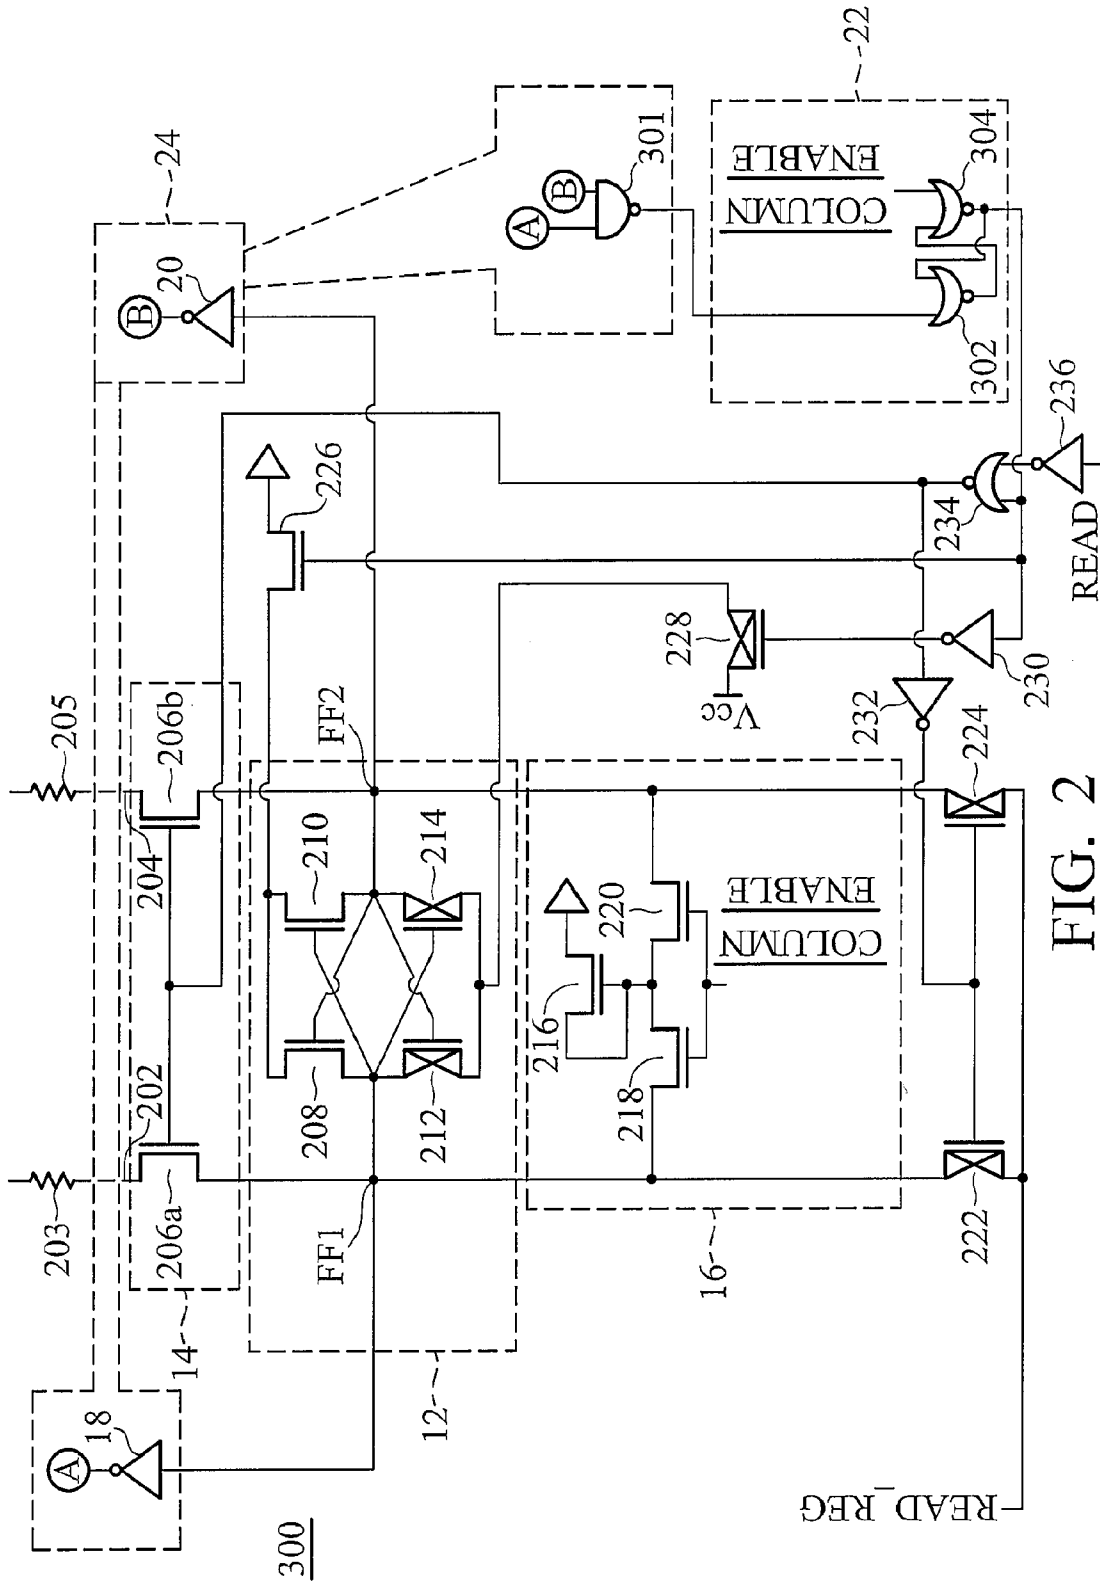 300
A
18
14
203
202
206a
205
204
206b
24
B
20
12
FF1
FF2
208
210
212
214
226
A
B
301
16
216
218
220
COLUMN
ENABLE
22
COLUMN
ENABLE
302
304
Vcc
228
230
232
234
236
READ
222
224
READ_REG
FIG. 2